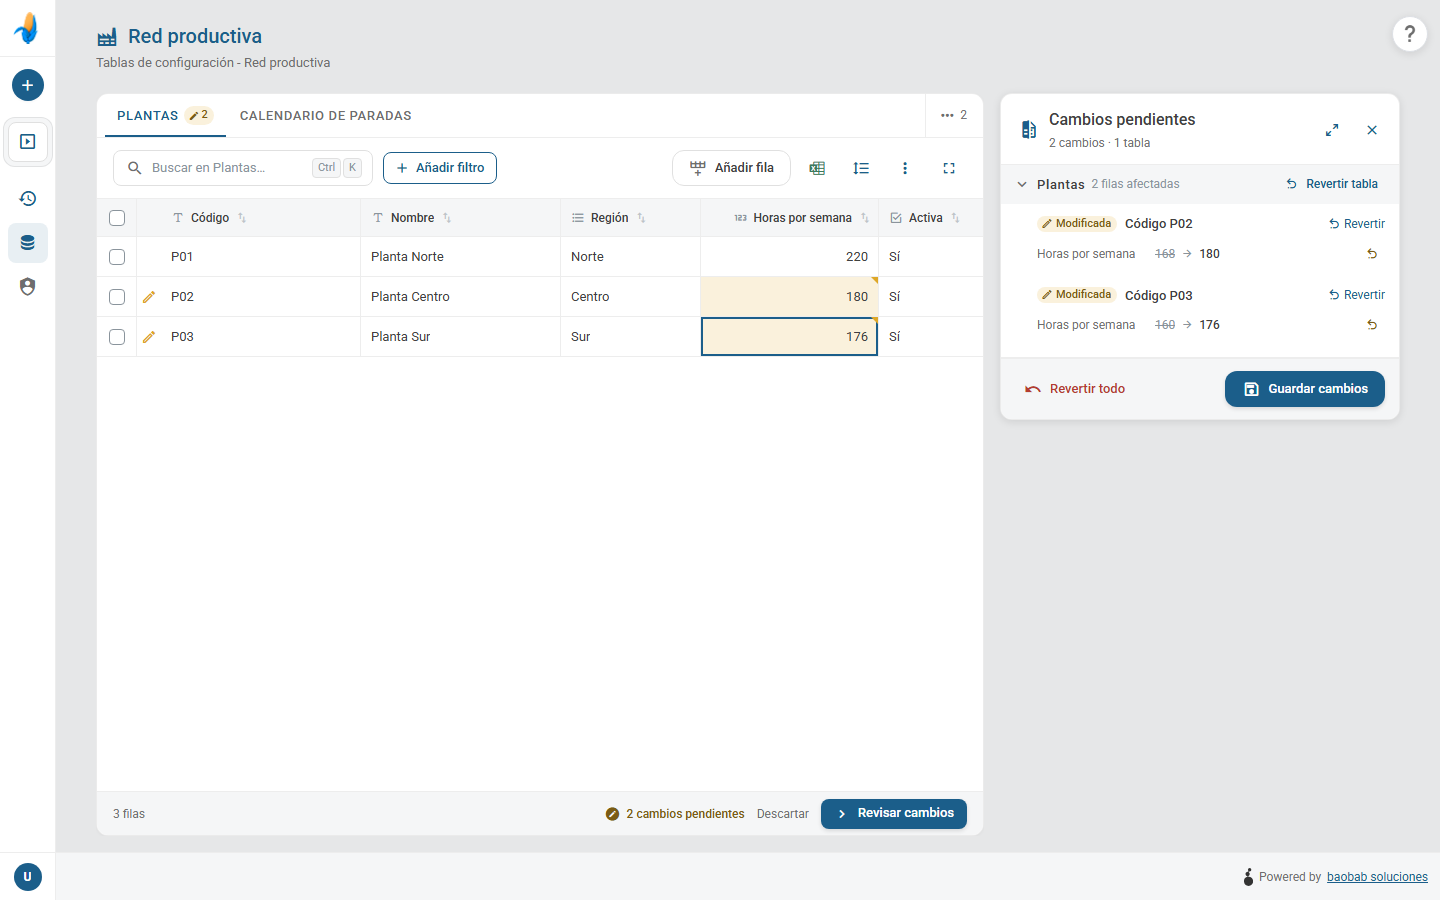 Red productiva
Tablas de configuración - Red productiva
?
PLANTAS 2
CALENDARIO DE PARADAS
••• 2
Buscar en Plantas... Ctrl K
Añadir filtro
Añadir fila
Código
Nombre
Región
123 Horas por semana
Activa
P01 Planta Norte Norte 220 Sí
P02 Planta Centro Centro 180 Sí
P03 Planta Sur Sur 176 Sí
3 filas
2 cambios pendientes
Descartar
Revisar cambios
Cambios pendientes
2 cambios · 1 tabla
Plantas 2 filas afectadas
Revertir tabla
Modificada Código P02 Revertir
Horas por semana 168 → 180
Modificada Código P03 Revertir
Horas por semana 160 → 176
Revertir todo
Guardar cambios
U
Powered by baobab soluciones